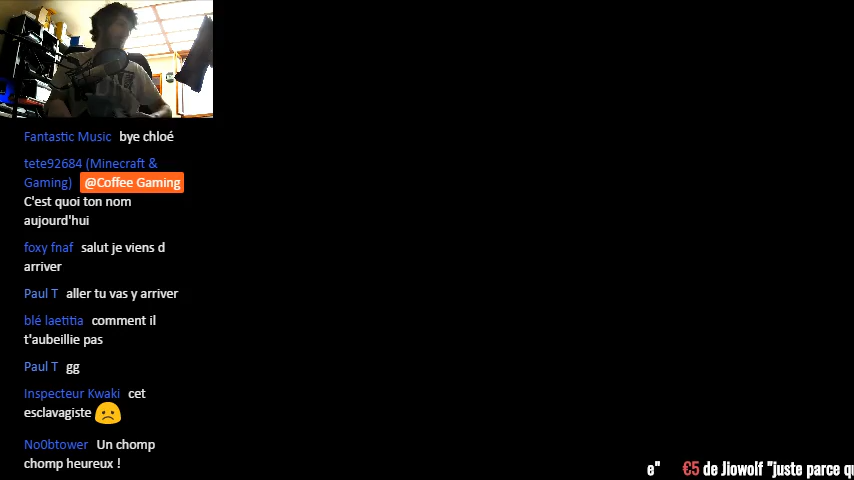 Fantastic Music bye chloé
tete92684 (Minecraft &
Gaming) @Coffee Gaming
C'est quoi ton nom
aujourd'hui
foxy fnaf salut je viens d
arriver
Paul T aller tu vas y arriver
blé laetitia comment il
t'aubeillie pas
Paul T gg
Inspecteur Kwaki cet
esclavagiste
No0btower Un chomp
chomp heureux !
e" €5 de Jiowolf "juste parce qu